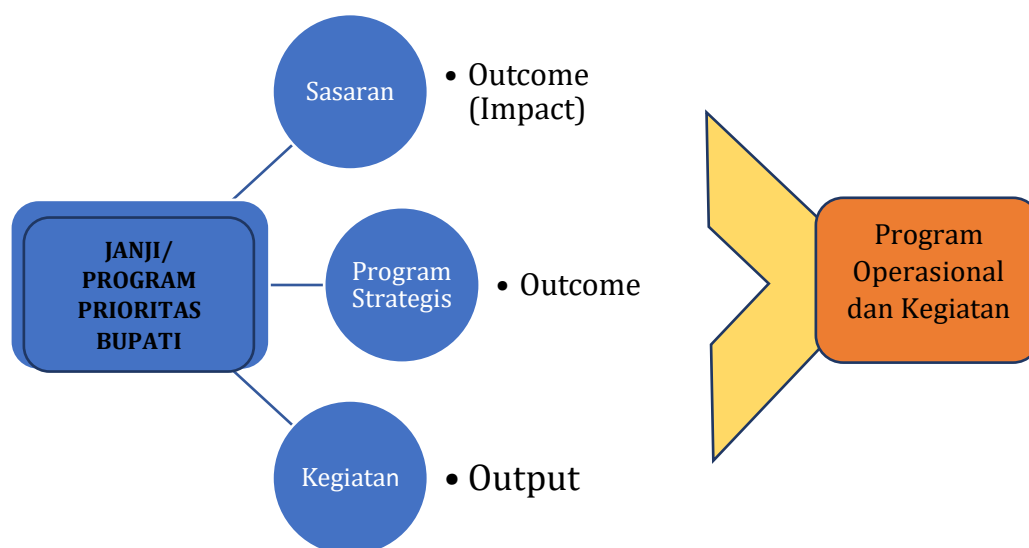 Sasaran
• Outcome
(Impact)
JANJI/
PROGRAM
PRIORITAS
BUPATI
Program
Strategis
• Outcome
Kegiatan
• Output
Program
Operasional
dan Kegiatan